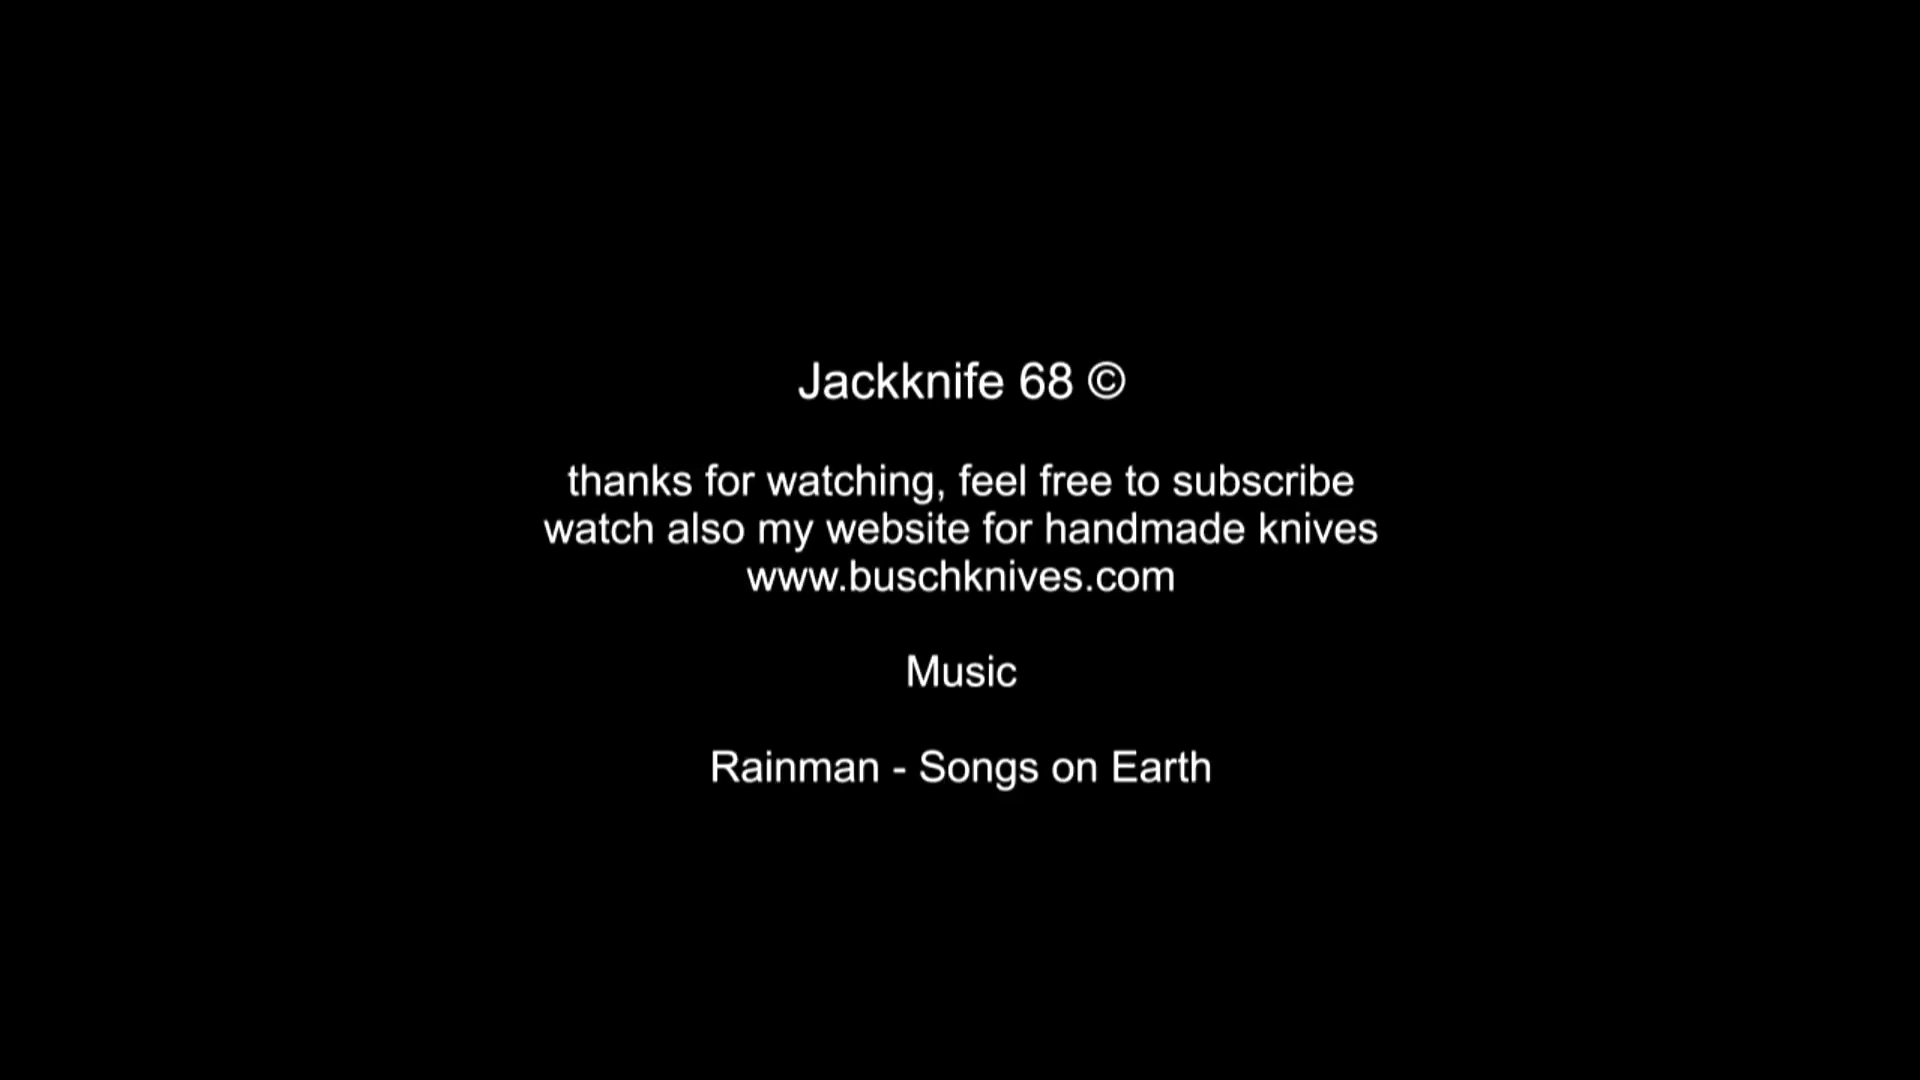 Jackknife 68 ©
thanks for watching, feel free to subscribe
watch also my website for handmade knives
www.buschknives.com
Music
Rainman - Songs on Earth